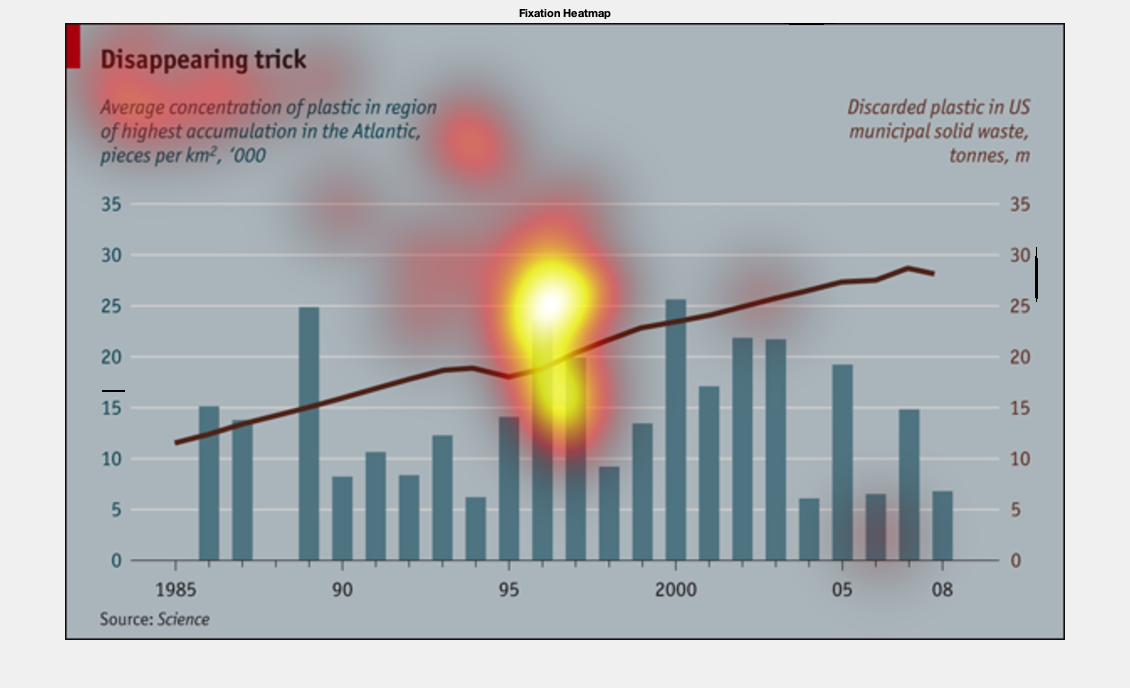 Fixation Heatmap
Disappearing trick
Average concentration of plastic in region
of highest accumulation in the Atlantic,
pieces per km², ‘000
Discarded plastic in US
municipal solid waste,
tonnes, m
35 35
30 30
25 25
20 20
15 15
10 10
5 5
0 0
1985 90 95 2000 05 08
Source: Science